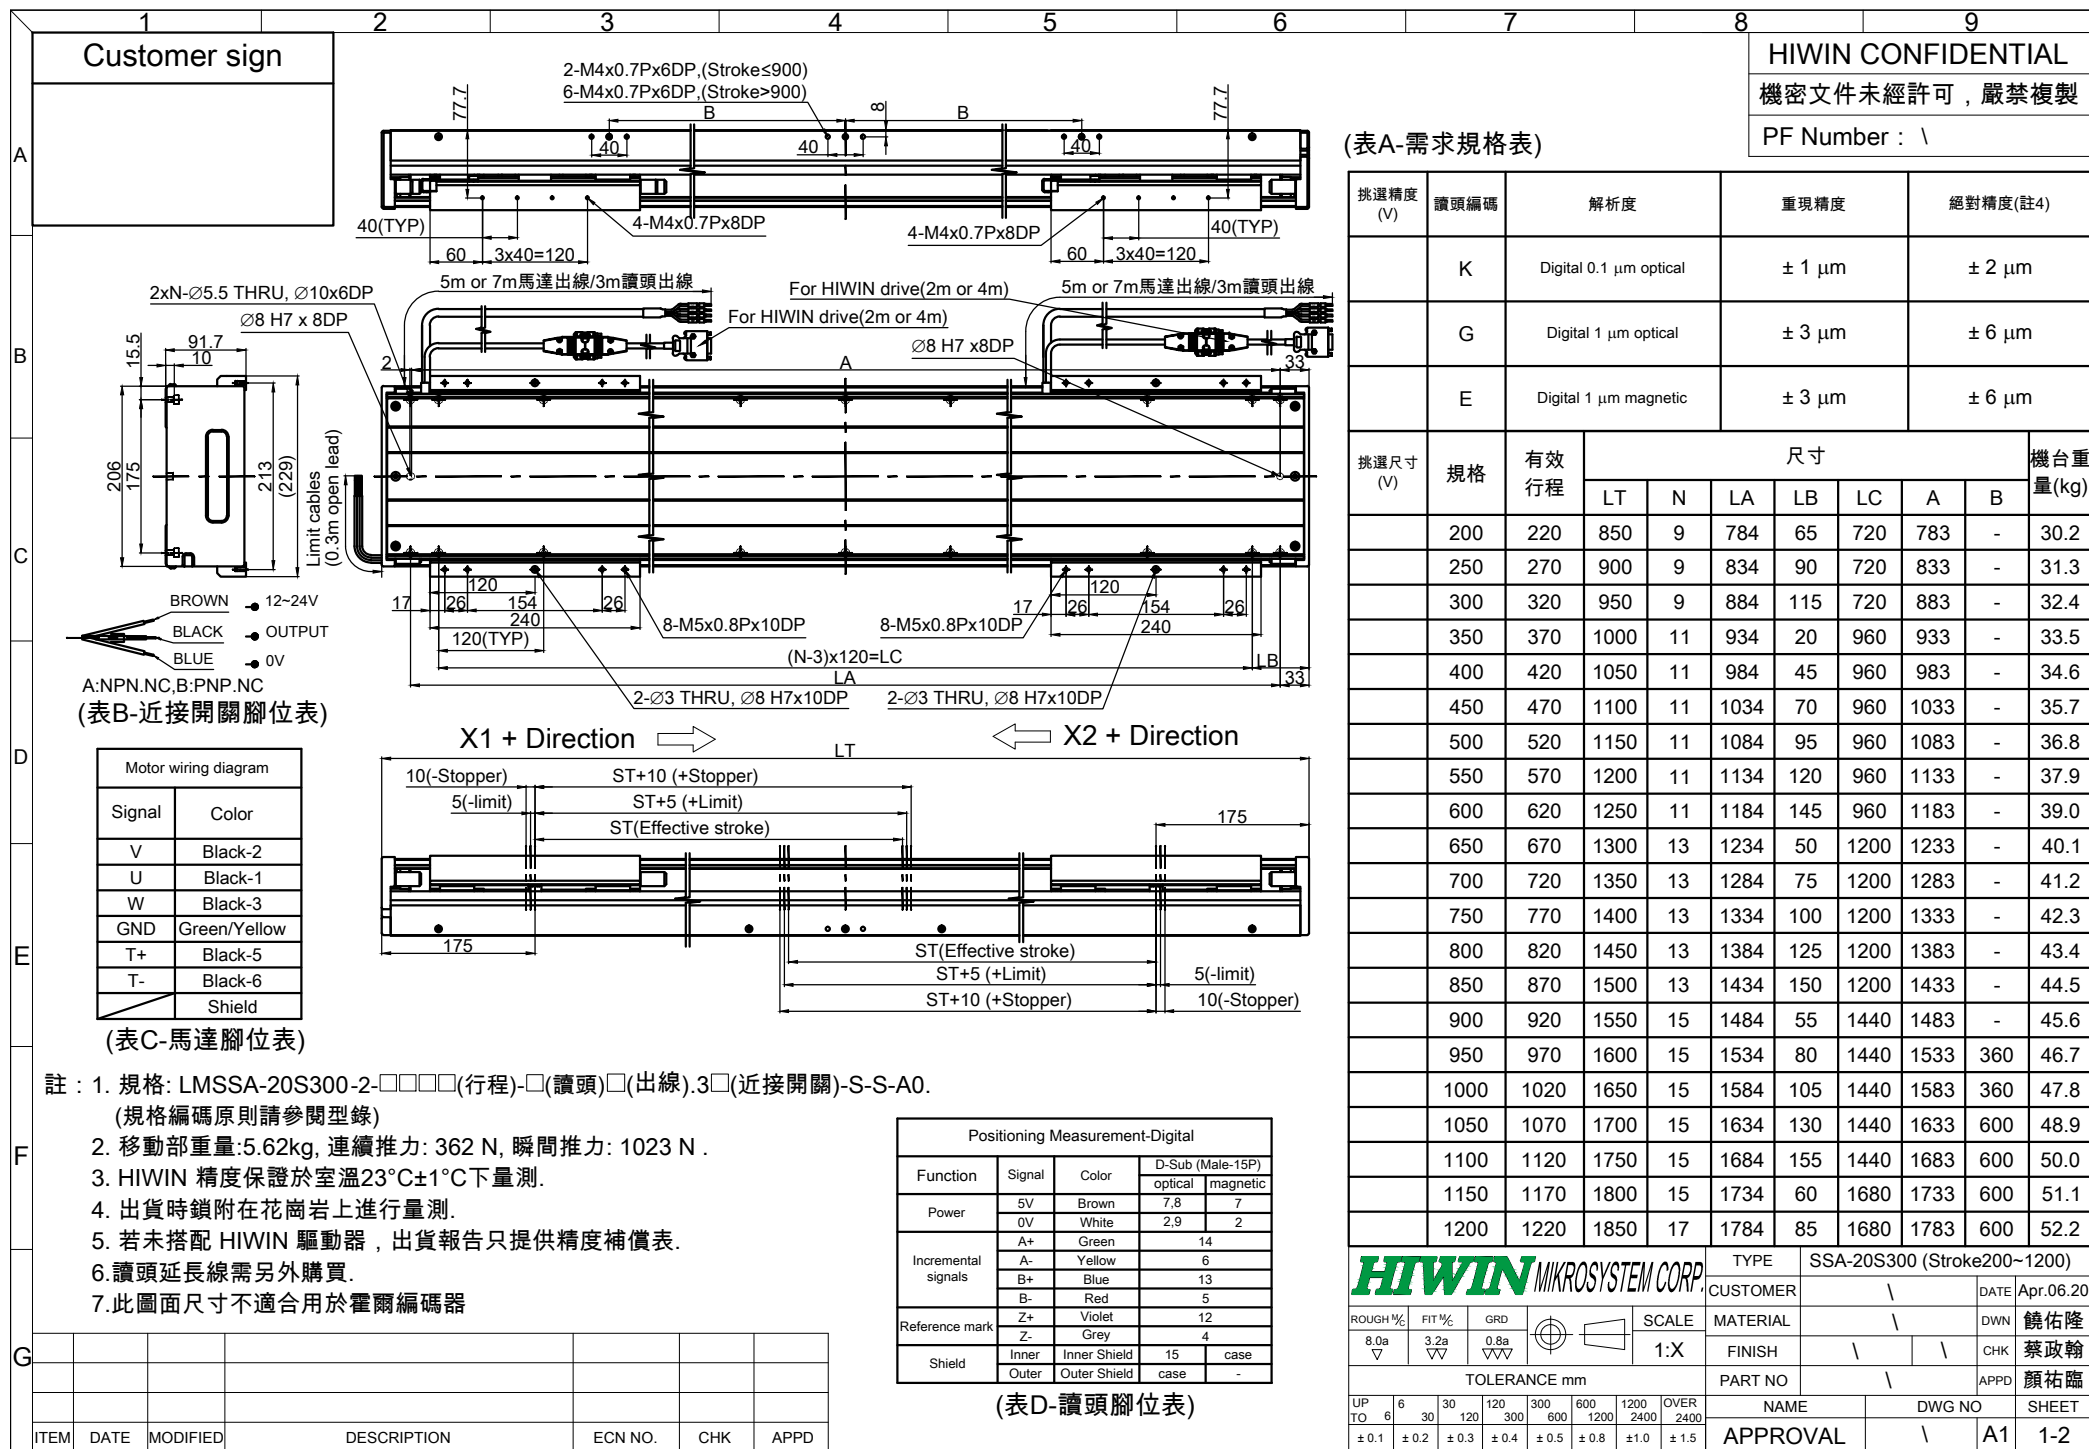 1 2 3 4 5 6 7 8 9
A
B
C
D
E
F
G
Customer sign
HIWIN CONFIDENTIAL
機密文件未經許可，嚴禁複製
PF Number : \
2-M4x0.7Px6DP,(Stroke≤900)
6-M4x0.7Px6DP,(Stroke>900)
77.7
B
B
8
77.7
40
40
40
40(TYP)
4-M4x0.7Px8DP
4-M4x0.7Px8DP
40(TYP)
60
3x40=120
60
3x40=120
5m or 7m馬達出線/3m讀頭出線
For HIWIN drive(2m or 4m)
5m or 7m馬達出線/3m讀頭出線
For HIWIN drive(2m or 4m)
2xN-Ø5.5 THRU, Ø10x6DP
Ø8 H7 x 8DP
Ø8 H7 x8DP
15.5
91.7
10
206
175
213
(229)
2
A
33
Limit cables
(0.3m open lead)
120
17
26
154
26
240
120(TYP)
8-M5x0.8Px10DP
8-M5x0.8Px10DP
120
17
26
154
26
240
(N-3)x120=LC
LB
LA
33
2-Ø3 THRU, Ø8 H7x10DP
2-Ø3 THRU, Ø8 H7x10DP
BROWN 12~24V
BLACK OUTPUT
BLUE 0V
A:NPN.NC,B:PNP.NC
(表B-近接開關腳位表)
X1 + Direction
X2 + Direction
LT
10(-Stopper)
ST+10 (+Stopper)
5(-limit)
ST+5 (+Limit)
ST(Effective stroke)
175
175
ST(Effective stroke)
ST+5 (+Limit)
5(-limit)
ST+10 (+Stopper)
10(-Stopper)
Motor wiring diagram
Signal Color
V Black-2
U Black-1
W Black-3
GND Green/Yellow
T+ Black-5
T- Black-6
Shield
(表C-馬達腳位表)
註：1. 規格: LMSSA-20S300-2-□□□□(行程)-□(讀頭)□(出線).3□(近接開關)-S-S-A0.
(規格編碼原則請參閱型錄)
2. 移動部重量:5.62kg, 連續推力: 362 N, 瞬間推力: 1023 N .
3. HIWIN 精度保證於室溫23°C±1°C下量測.
4. 出貨時鎖附在花崗岩上進行量測.
5. 若未搭配 HIWIN 驅動器，出貨報告只提供精度補償表.
6.讀頭延長線需另外購買.
7.此圖面尺寸不適合用於霍爾編碼器
Positioning Measurement-Digital
Function Signal Color D-Sub (Male-15P)
optical magnetic
Power
5V Brown 7,8 7
0V White 2,9 2
Incremental signals
A+ Green 14
A- Yellow 6
B+ Blue 13
B- Red 5
Reference mark
Z+ Violet 12
Z- Grey 4
Shield
Inner Inner Shield 15 case
Outer Outer Shield case -
(表D-讀頭腳位表)
(表A-需求規格表)
挑選精度(V) 讀頭編碼 解析度 重現精度 絕對精度(註4)
K Digital 0.1 μm optical ± 1 μm ± 2 μm
G Digital 1 μm optical ± 3 μm ± 6 μm
E Digital 1 μm magnetic ± 3 μm ± 6 μm
挑選尺寸(V) 規格 有效行程 尺寸 機台重量(kg)
LT N LA LB LC A B
200 220 850 9 784 65 720 783 - 30.2
250 270 900 9 834 90 720 833 - 31.3
300 320 950 9 884 115 720 883 - 32.4
350 370 1000 11 934 20 960 933 - 33.5
400 420 1050 11 984 45 960 983 - 34.6
450 470 1100 11 1034 70 960 1033 - 35.7
500 520 1150 11 1084 95 960 1083 - 36.8
550 570 1200 11 1134 120 960 1133 - 37.9
600 620 1250 11 1184 145 960 1183 - 39.0
650 670 1300 13 1234 50 1200 1233 - 40.1
700 720 1350 13 1284 75 1200 1283 - 41.2
750 770 1400 13 1334 100 1200 1333 - 42.3
800 820 1450 13 1384 125 1200 1383 - 43.4
850 870 1500 13 1434 150 1200 1433 - 44.5
900 920 1550 15 1484 55 1440 1483 - 45.6
950 970 1600 15 1534 80 1440 1533 360 46.7
1000 1020 1650 15 1584 105 1440 1583 360 47.8
1050 1070 1700 15 1634 130 1440 1633 600 48.9
1100 1120 1750 15 1684 155 1440 1683 600 50.0
1150 1170 1800 15 1734 60 1680 1733 600 51.1
1200 1220 1850 17 1784 85 1680 1783 600 52.2
HIWIN MIKROSYSTEM CORP.
TYPE SSA-20S300 (Stroke200~1200)
CUSTOMER \ DATE Apr.06.20
ROUGH M/C FIT M/C GRD SCALE
8.0a 3.2a 0.8a 1:X
MATERIAL \ DWN 饒佑隆
FINISH \ \ CHK 蔡政翰
TOLERANCE mm
PART NO \ APPD 顏祐臨
UP 6 30 120 300 600 1200 OVER
TO 6 30 120 300 600 1200 2400 2400
± 0.1 ± 0.2 ± 0.3 ± 0.4 ± 0.5 ± 0.8 ±1.0 ± 1.5
NAME DWG NO SHEET
APPROVAL \ A1 1-2
ITEM DATE MODIFIED DESCRIPTION ECN NO. CHK APPD